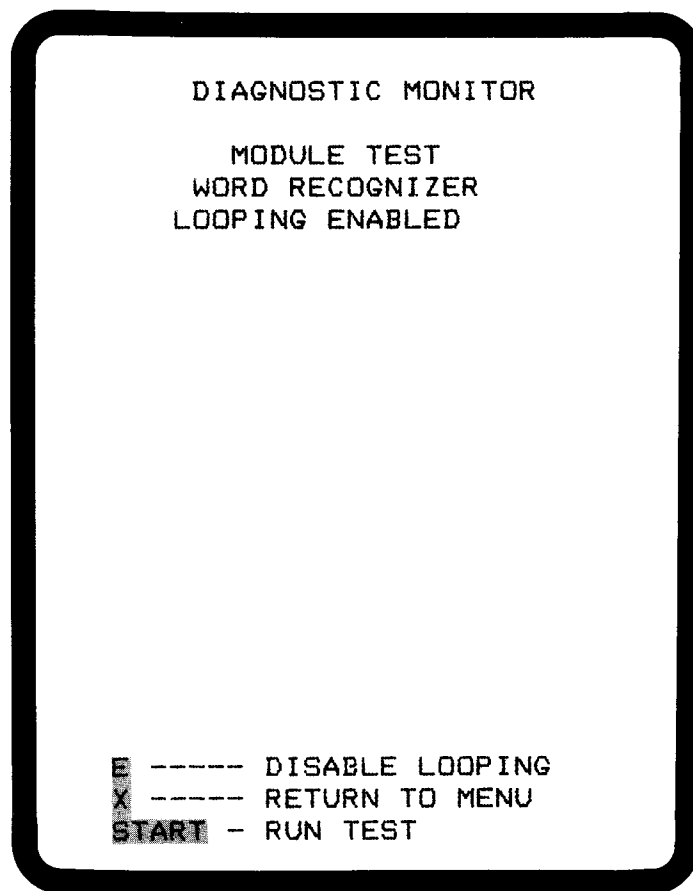 DIAGNOSTIC MONITOR
MODULE TEST
WORD RECOGNIZER
LOOPING ENABLED
E ----- DISABLE LOOPING
X ----- RETURN TO MENU
START - RUN TEST